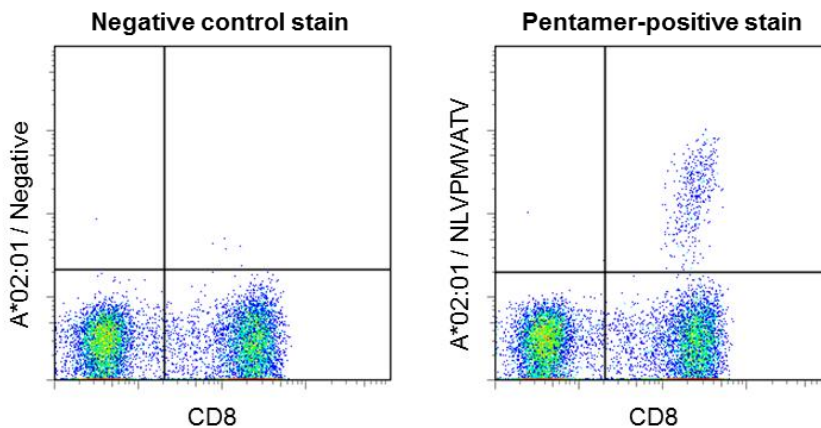 Negative control stain
Pentamer-positive stain
A*02:01 / Negative
A*02:01 / NLVPMVATV
CD8
CD8